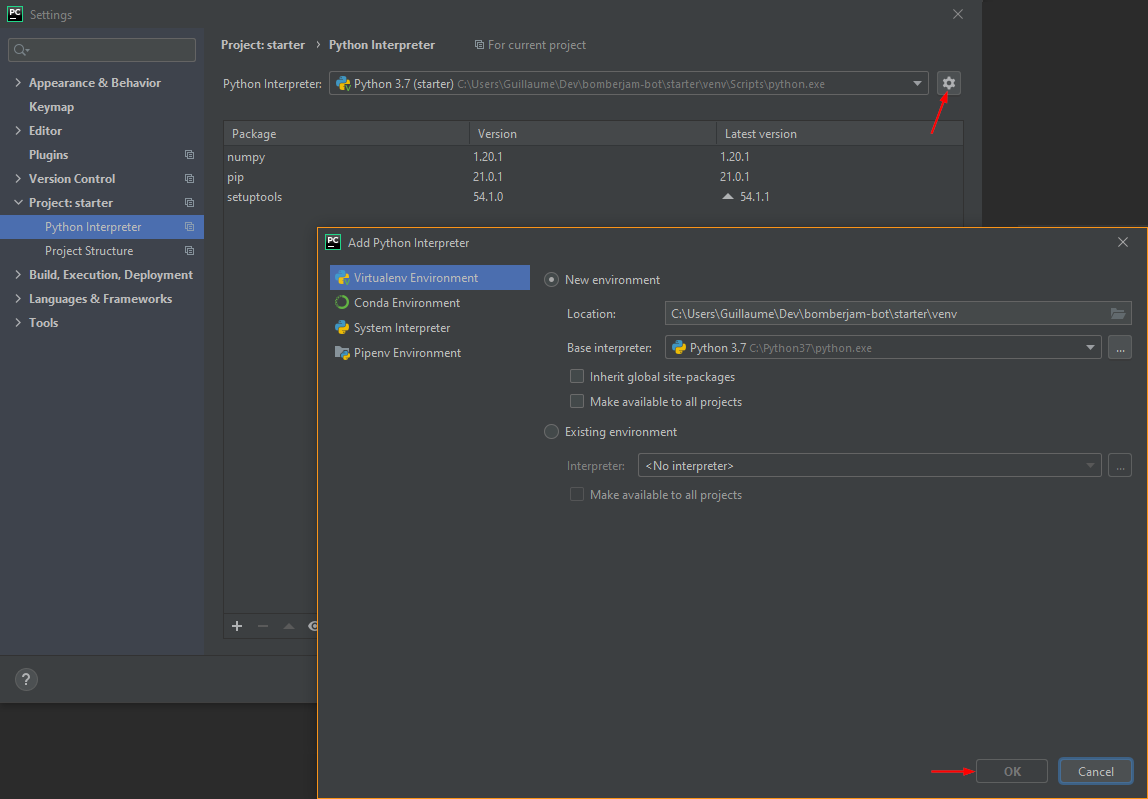 PC Settings
Project: starter › Python Interpreter For current project
Python Interpreter: Python 3.7 (starter) C:\Users\Guillaume\Dev\bomberjam-bot\starter\venv\Scripts\python.exe
Appearance & Behavior
Keymap
Editor
Plugins
Version Control
Project: starter
Python Interpreter
Project Structure
Build, Execution, Deployment
Languages & Frameworks
Tools
Package Version Latest version
numpy 1.20.1 1.20.1
pip 21.0.1 21.0.1
setuptools 54.1.0 54.1.1
?
PC Add Python Interpreter
Virtualenv Environment
Conda Environment
System Interpreter
Pipenv Environment
New environment
Location: C:\Users\Guillaume\Dev\bomberjam-bot\starter\venv
Base interpreter: Python 3.7 C:\Python37\python.exe ...
Inherit global site-packages
Make available to all projects
Existing environment
Interpreter: <No interpreter> ...
Make available to all projects
OK Cancel